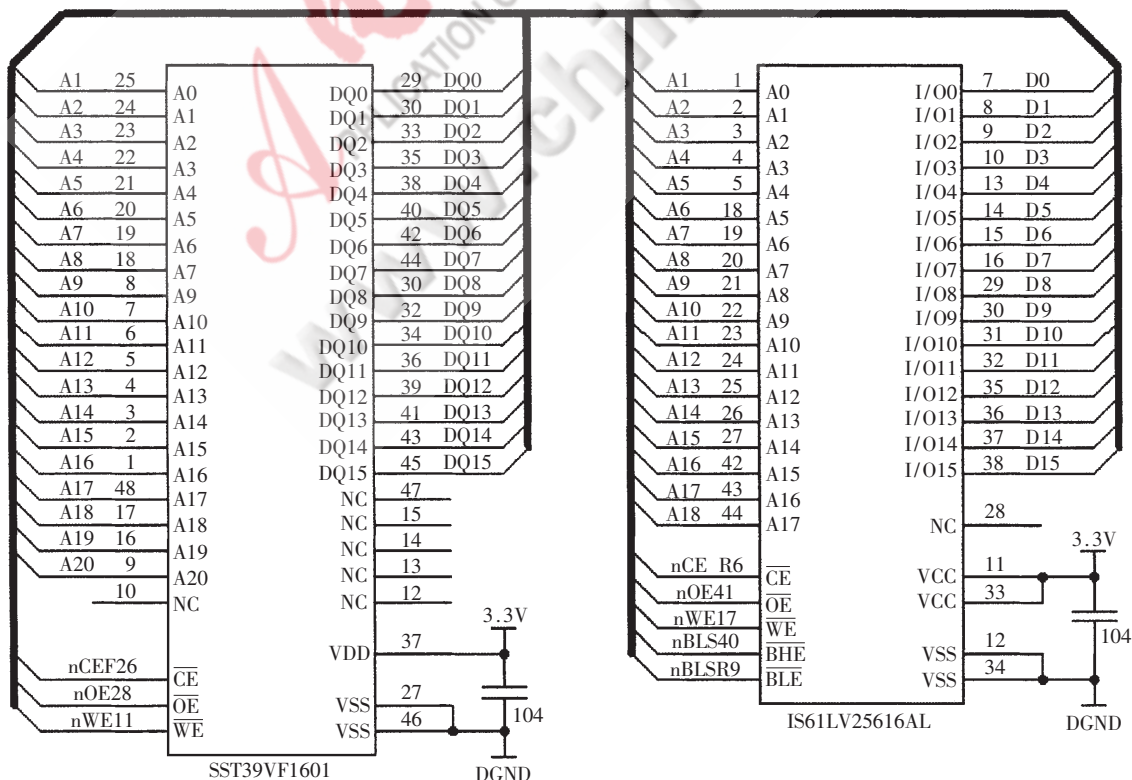 A1 25 A0 DQ0 29 DQ0
A2 24 A1 DQ1 30 DQ1
A3 23 A2 DQ2 33 DQ2
A4 22 A3 DQ3 35 DQ3
A5 21 A4 DQ4 38 DQ4
A6 20 A5 DQ5 40 DQ5
A7 19 A6 DQ6 42 DQ6
A8 18 A7 DQ7 44 DQ7
A9 8 A9 DQ8 30 DQ8
A10 7 A10 DQ9 32 DQ9
A11 6 A11 DQ10 34 DQ10
A12 5 A12 DQ11 36 DQ11
A13 4 A13 DQ12 39 DQ12
A14 3 A14 DQ13 41 DQ13
A15 2 A15 DQ14 43 DQ14
A16 1 A16 DQ15 45 DQ15
A17 48 A17 NC 47
A18 17 A18 NC 15
A19 16 A19 NC 14
A20 9 A20 NC 13
10 NC NC 12
3.3V
VDD 37
nCEF26 CE
nOE28 OE VSS 27
nWE11 WE VSS 46
104
SST39VF1601
DGND
A1 1 A0 I/O0 7 D0
A2 2 A1 I/O1 8 D1
A3 3 A2 I/O2 9 D2
A4 4 A3 I/O3 10 D3
A5 5 A4 I/O4 13 D4
A6 18 A5 I/O5 14 D5
A7 19 A6 I/O6 15 D6
A8 20 A7 I/O7 16 D7
A9 21 A8 I/O8 29 D8
A10 22 A9 I/O9 30 D9
A11 23 A10 I/O10 31 D10
A12 24 A11 I/O11 32 D11
A13 25 A12 I/O12 35 D12
A14 26 A13 I/O13 36 D13
A15 27 A14 I/O14 37 D14
A16 42 A15 I/O15 38 D15
A17 43 A16
A18 44 A17 NC 28
3.3V
nCE R6 CE VCC 11
nOE41 OE VCC 33
nWE17 WE
104
nBLS40 BHE VSS 12
nBLSR9 BLE VSS 34
IS61LV25616AL
DGND
APPLICATION
www.chin